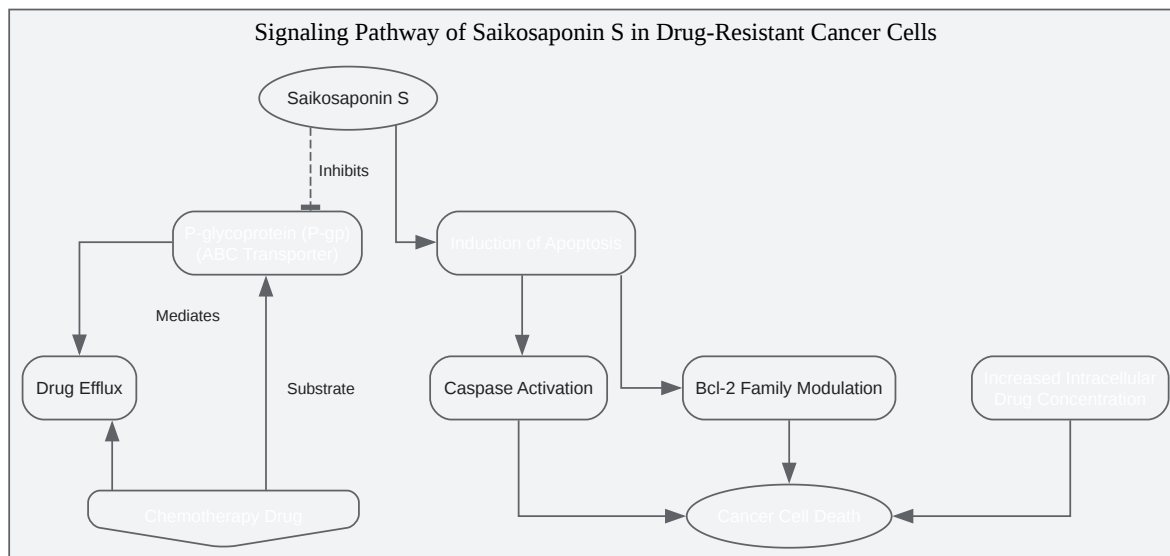 Signaling Pathway of Saikosaponin S in Drug-Resistant Cancer Cells
Saikosaponin S
Inhibits
P-glycoprotein (P-gp)
(ABC Transporter)
Induction of Apoptosis
Mediates
Drug Efflux
Substrate
Caspase Activation
Bcl-2 Family Modulation
Increased Intracellular
Drug Concentration
Chemotherapy Drug
Cancer Cell Death